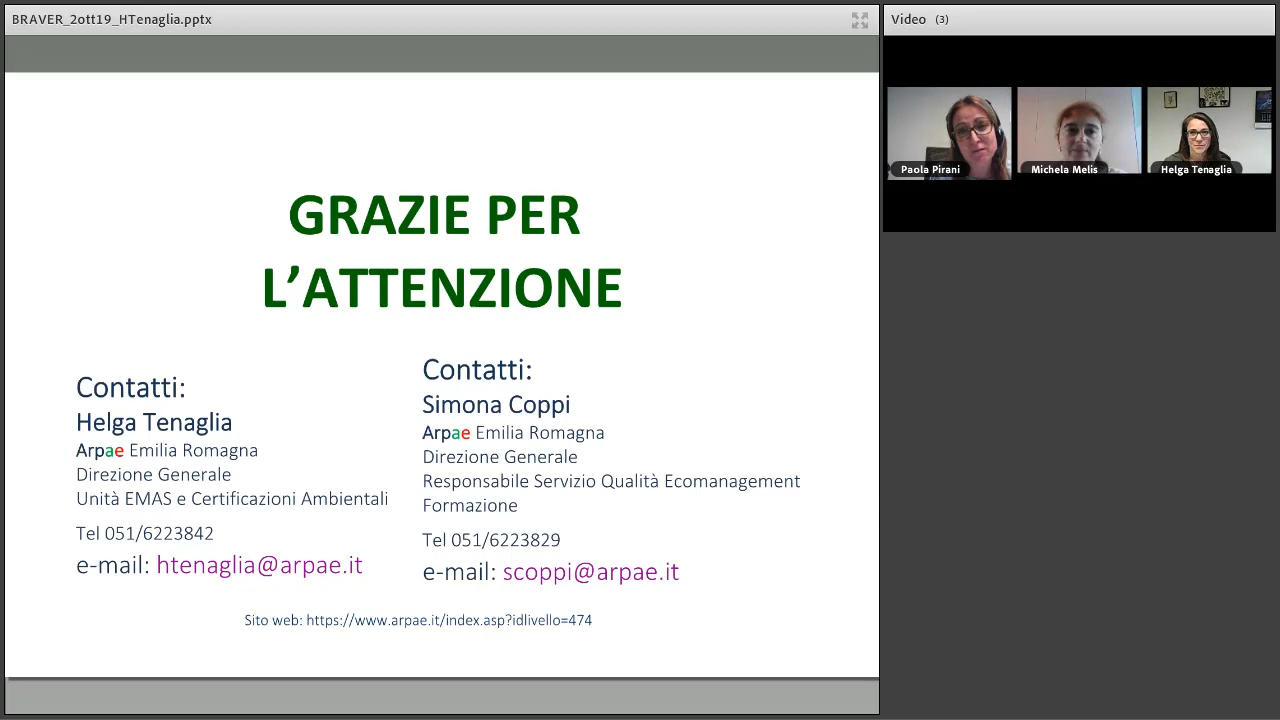 BRAVER_2ott19_HTenaglia.pptx
Video (3)
Paola Pirani
Michela Melis
Helga Tenaglia
GRAZIE PER
L’ATTENZIONE
Contatti:
Helga Tenaglia
Arpae Emilia Romagna
Direzione Generale
Unità EMAS e Certificazioni Ambientali
Tel 051/6223842
e-mail: htenaglia@arpae.it
Contatti:
Simona Coppi
Arpae Emilia Romagna
Direzione Generale
Responsabile Servizio Qualità Ecomanagement
Formazione
Tel 051/6223829
e-mail: scoppi@arpae.it
Sito web: https://www.arpae.it/index.asp?idlivello=474